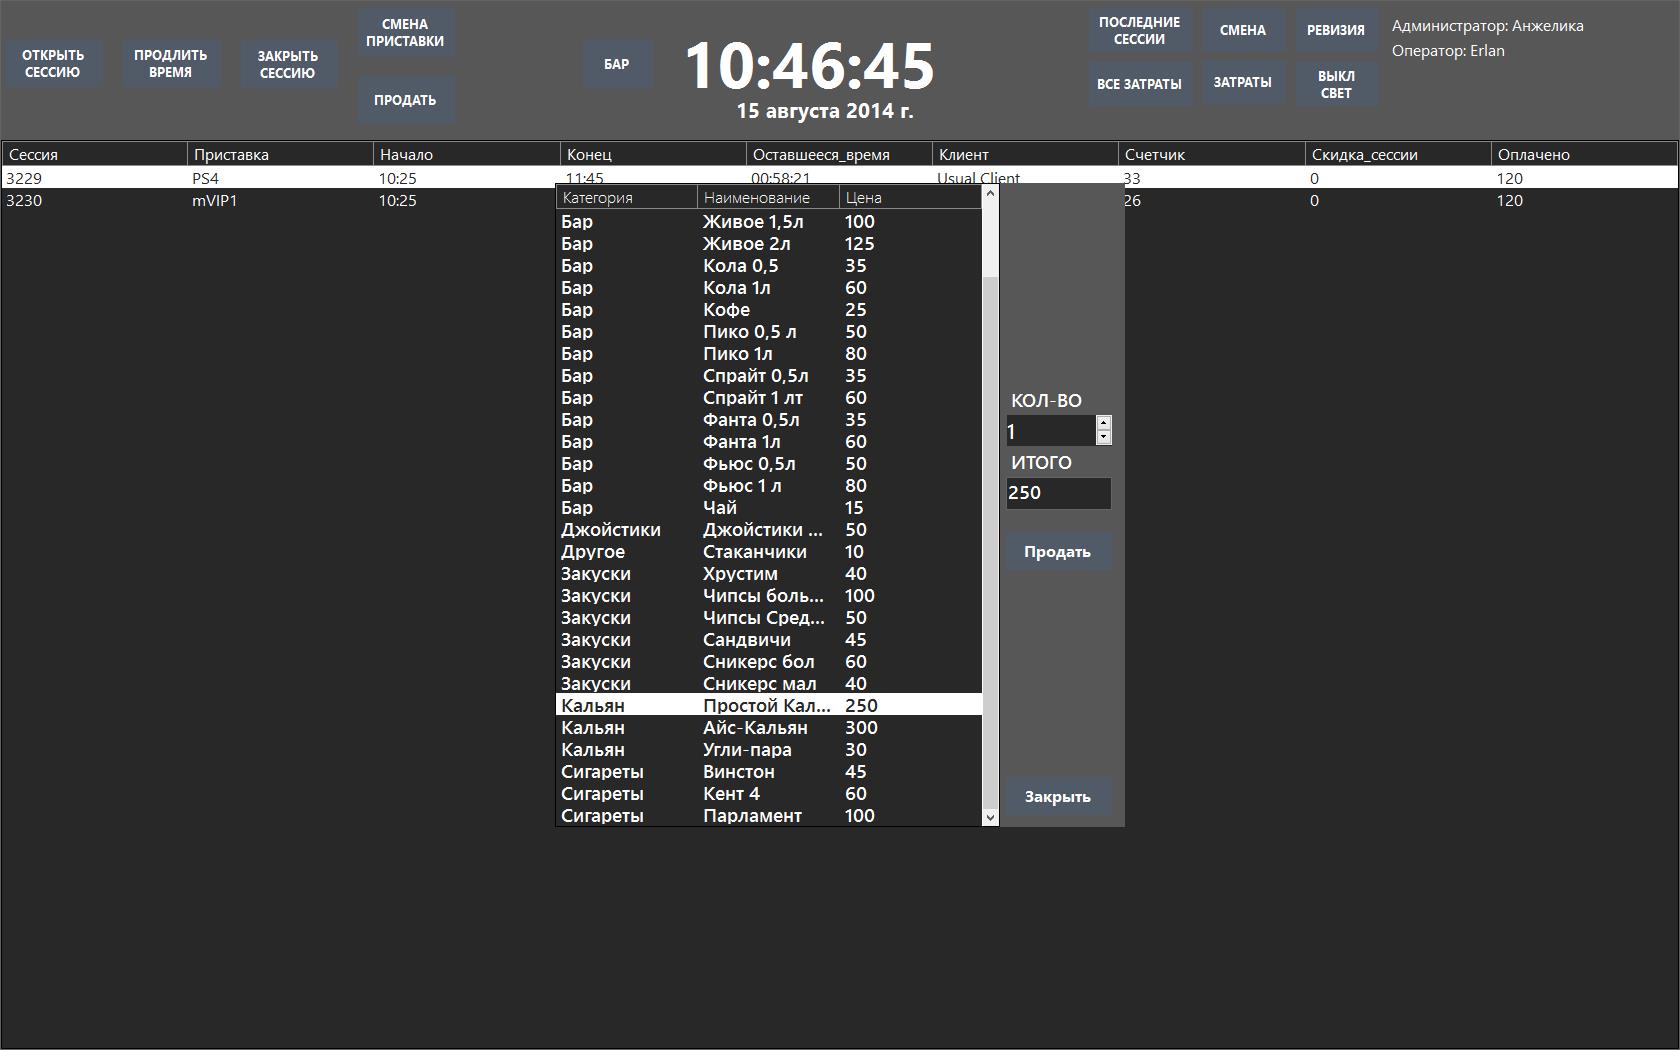 ОТКРЫТЬ
СЕССИЮ
ПРОДЛИТЬ
ВРЕМЯ
ЗАКРЫТЬ
СЕССИЮ
СМЕНА
ПРИСТАВКИ
ПРОДАТЬ
БАР
10:46:45
15 августа 2014 г.
ПОСЛЕДНИЕ
СЕССИИ
СМЕНА
РЕВИЗИЯ
ВСЕ ЗАТРАТЫ
ЗАТРАТЫ
ВЫКЛ
СВЕТ
Администратор: Анжелика
Оператор: Erlan
Сессия Приставка Начало Конец Оставшееся_время Клиент Счетчик Скидка_сессии Оплачено
3229 PS4 10:25 11:45 00:58:21 Usual Client 33 0 120
3230 mVIP1 10:25 26 0 120
Категория Наименование Цена
Бар Живое 1,5л 100
Бар Живое 2л 125
Бар Кола 0,5 35
Бар Кола 1л 60
Бар Кофе 25
Бар Пико 0,5 л 50
Бар Пико 1л 80
Бар Спрайт 0,5л 35
Бар Спрайт 1 лт 60
Бар Фанта 0,5л 35
Бар Фанта 1л 60
Бар Фьюс 0,5л 50
Бар Фьюс 1 л 80
Бар Чай 15
Джойстики Джойстики ... 50
Другое Стаканчики 10
Закуски Хрустим 40
Закуски Чипсы боль... 100
Закуски Чипсы Сред... 50
Закуски Сандвичи 45
Закуски Сникерс бол 60
Закуски Сникерс мал 40
Кальян Простой Кал... 250
Кальян Айс-Кальян 300
Кальян Угли-пара 30
Сигареты Винстон 45
Сигареты Кент 4 60
Сигареты Парламент 100
КОЛ-ВО
1
ИТОГО
250
Продать
Закрыть